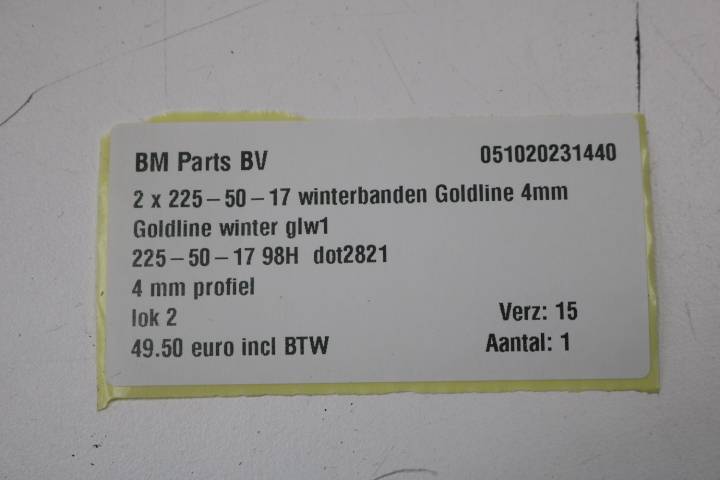 BM Parts BV 051020231440
2 x 225-50-17 winterbanden Goldline 4mm
Goldline winter glw1
225-50-17 98H dot2821
4 mm profiel
lok 2 Verz: 15
49.50 euro incl BTW Aantal: 1